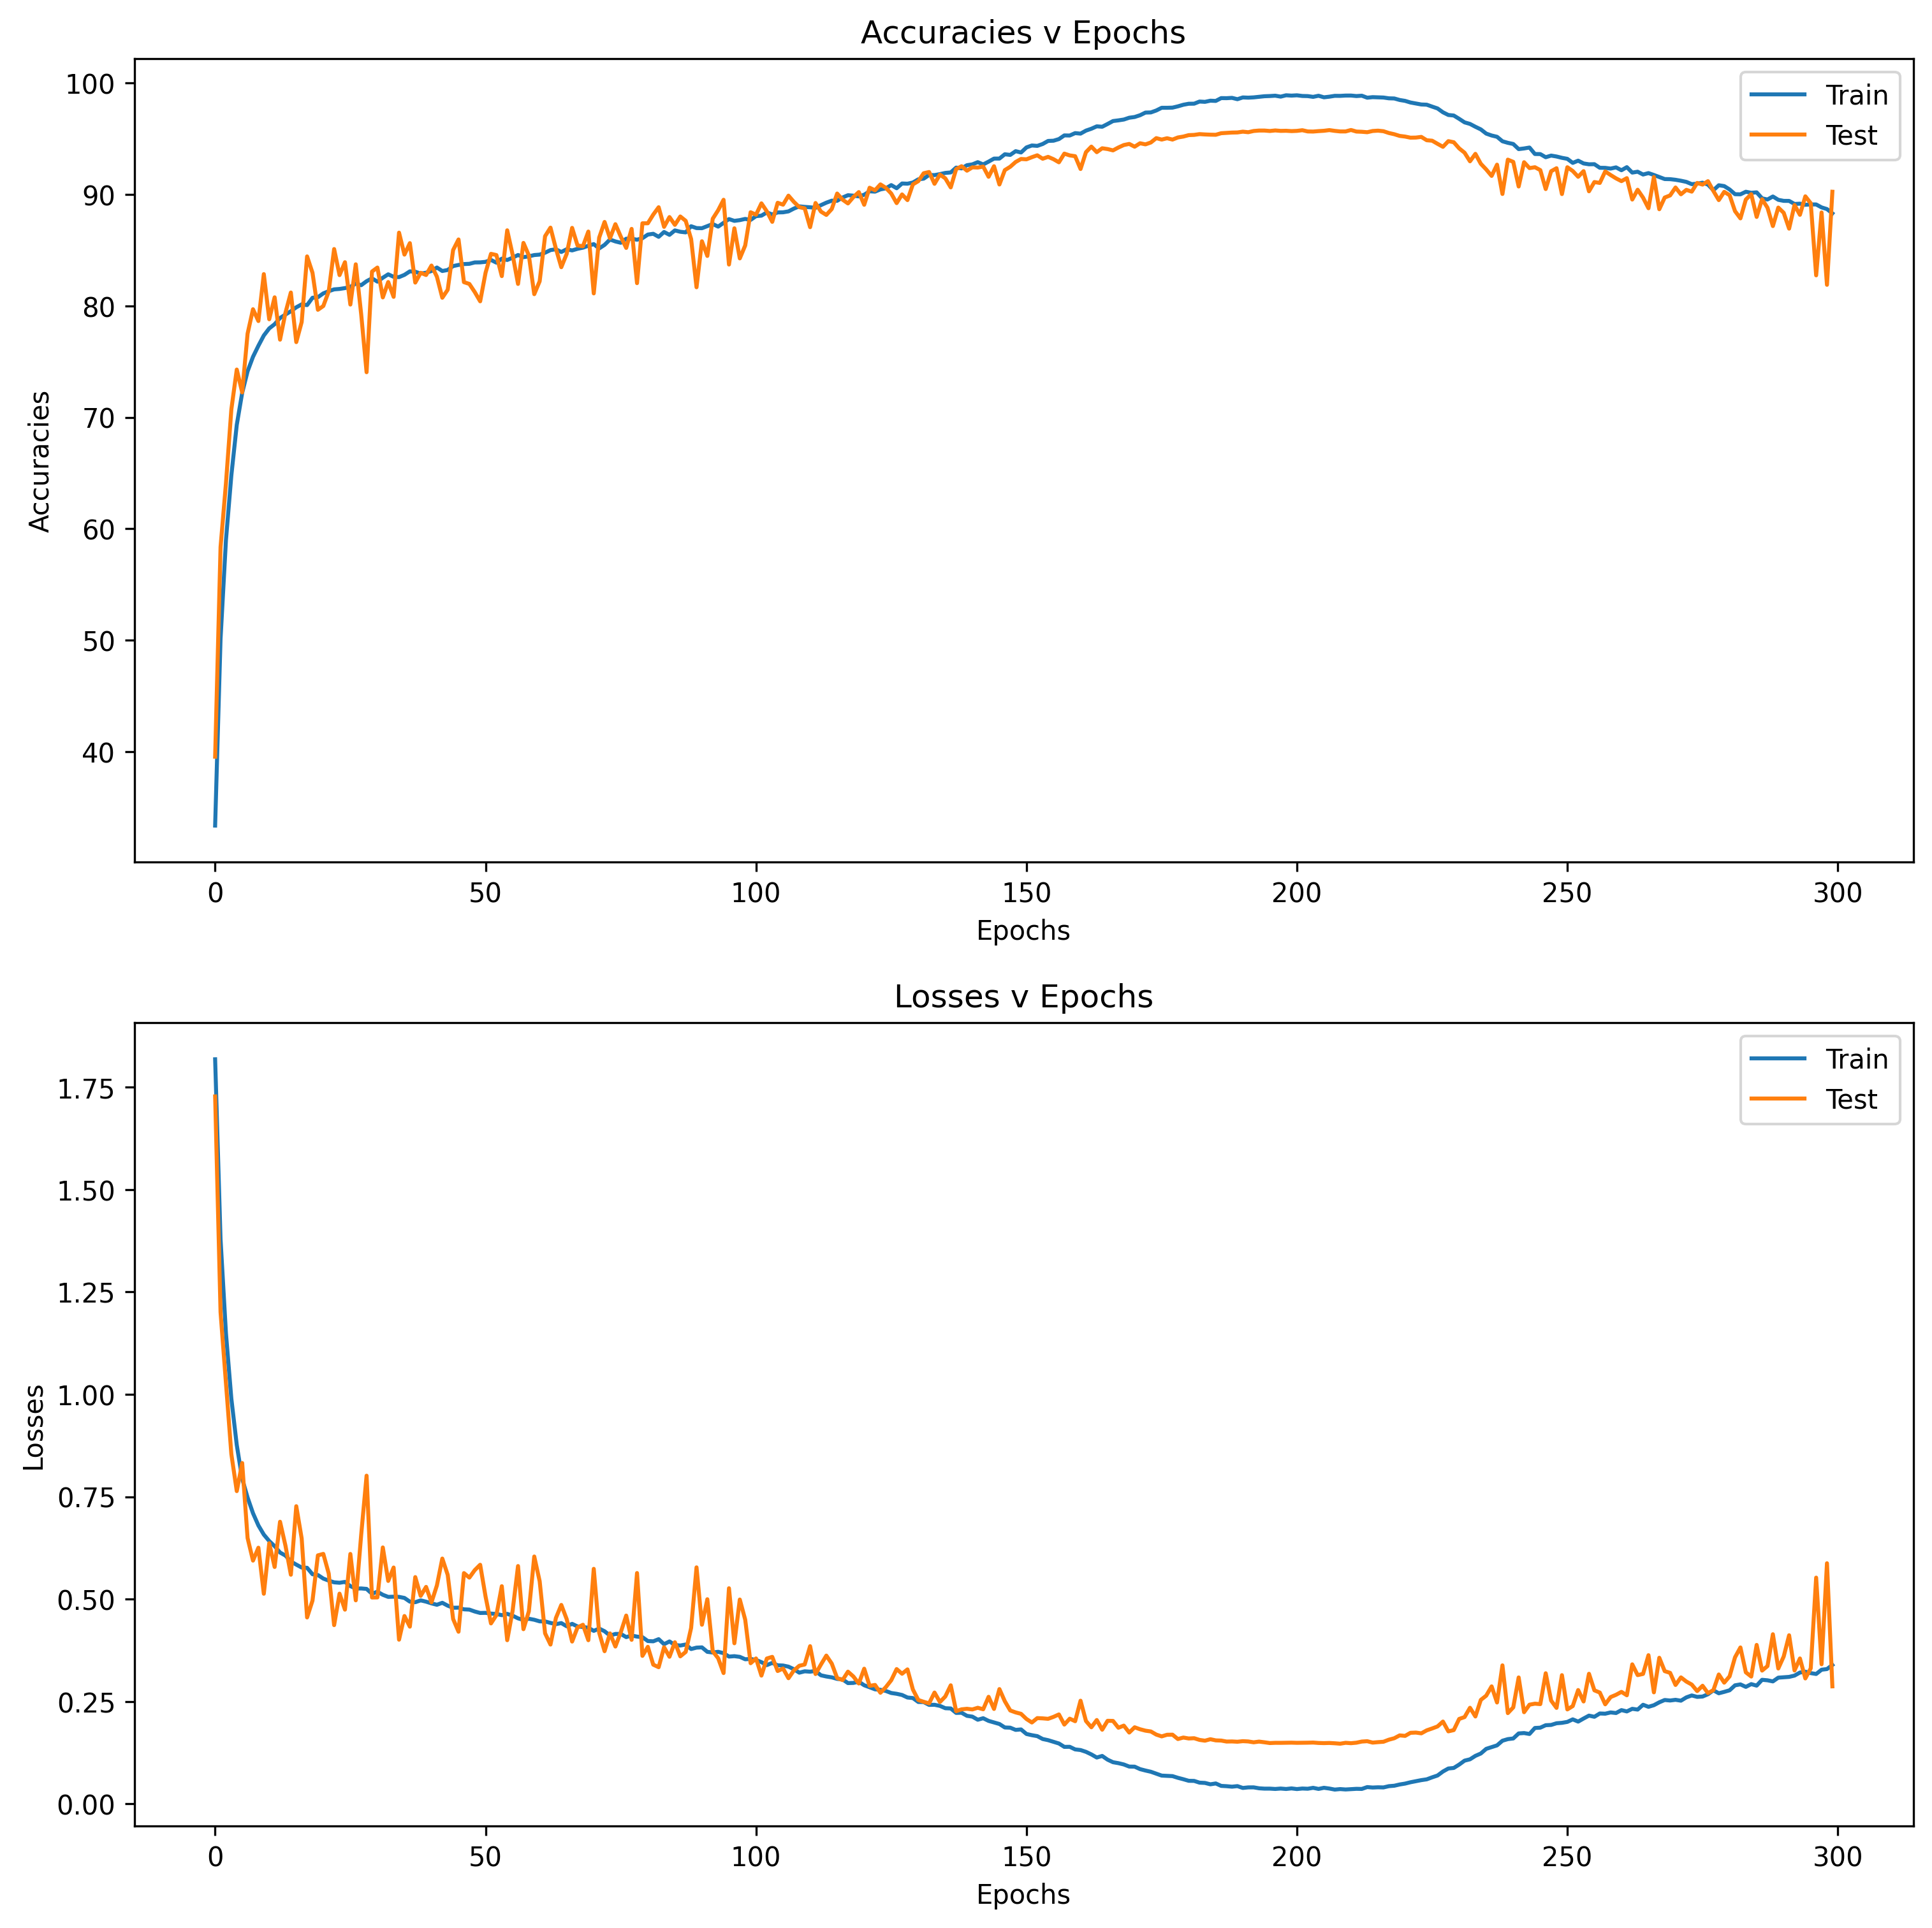 Accuracies v Epochs
100
90
80
70
60
50
40
Accuracies
Train
Test
0 50 100 150 200 250 300
Epochs
Losses v Epochs
1.75
1.50
1.25
1.00
0.75
0.50
0.25
0.00
Losses
Train
Test
0 50 100 150 200 250 300
Epochs